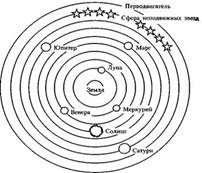 Перводвигатель
Сфера неподвижных звезд
Юпитер
Марс
Луна
Земля
Венера
Меркурий
Солнце
Сатурн